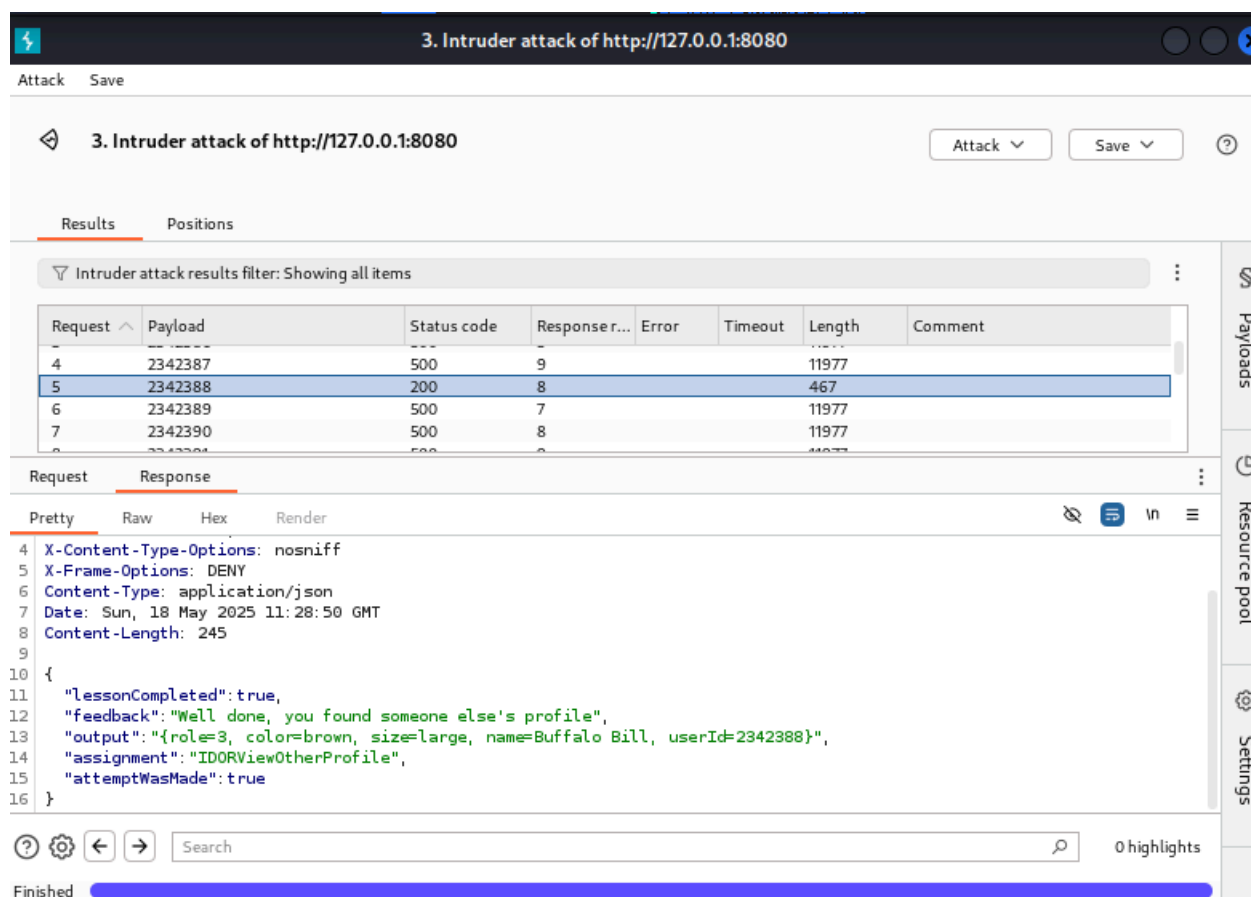 3. Intruder attack of http://127.0.0.1:8080
Attack Save
3. Intruder attack of http://127.0.0.1:8080
Attack Save
Results Positions
Intruder attack results filter: Showing all items
Request Payload Status code Response r... Error Timeout Length Comment
4 2342387 500 9 11977
5 2342388 200 8 467
6 2342389 500 7 11977
7 2342390 500 8 11977
Request Response
Pretty Raw Hex Render \n
4 X-Content-Type-Options: nosniff
5 X-Frame-Options: DENY
6 Content-Type: application/json
7 Date: Sun, 18 May 2025 11:28:50 GMT
8 Content-Length: 245
9
10 {
11 "lessonCompleted":true,
12 "feedback":"Well done, you found someone else's profile",
13 "output":"{role=3, color=brown, size=large, name=Buffalo Bill, userId=2342388}",
14 "assignment":"IDORViewOtherProfile",
15 "attemptWasMade":true
16 }
Search
0 highlights
Finished
Payloads
Resource pool
Settings